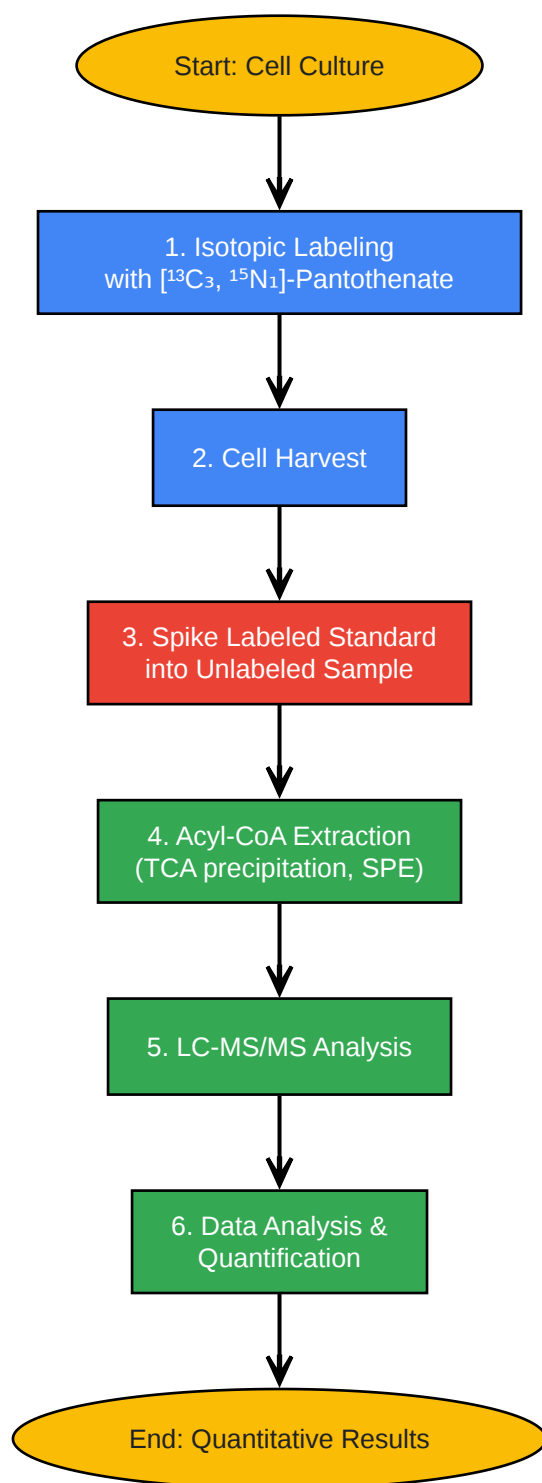 Start: Cell Culture
1. Isotopic Labeling
with [¹³C₃, ¹⁵N₁]-Pantothenate
2. Cell Harvest
3. Spike Labeled Standard
into Unlabeled Sample
4. Acyl-CoA Extraction
(TCA precipitation, SPE)
5. LC-MS/MS Analysis
6. Data Analysis &
Quantification
End: Quantitative Results